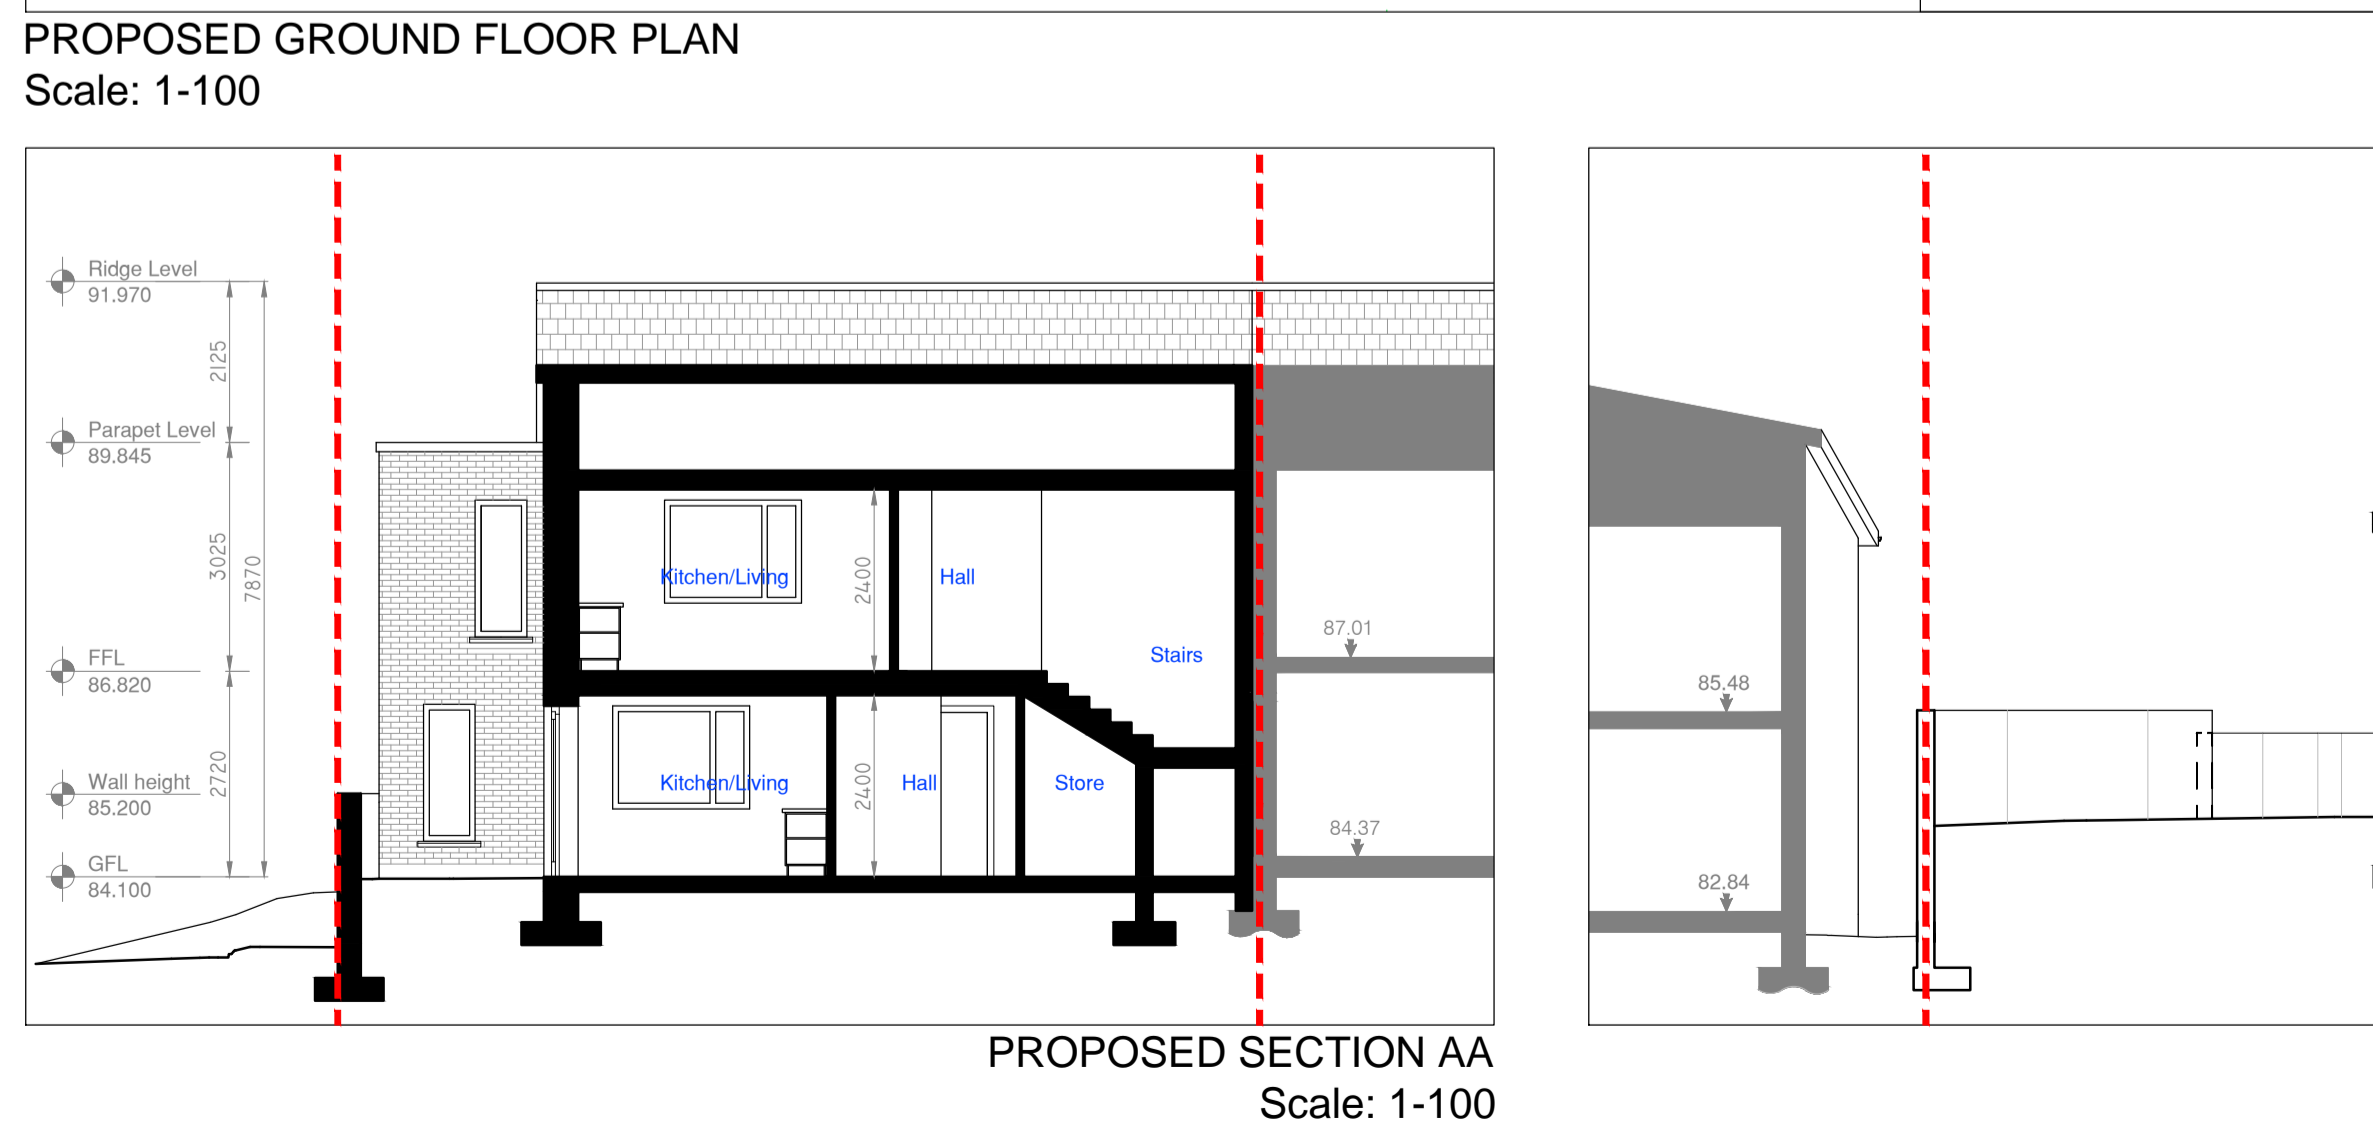 PROPOSED GROUND FLOOR PLAN
Scale: 1-100
Ridge Level
91.970
2125
Parapet Level
89.845
3025
7870
FFL
86.820
2720
Wall height
85.200
GFL
84.100
Kitchen/Living
2400
Hall
Stairs
Kitchen/Living
2400
Hall
Store
87.01
84.37
85.48
82.84
PROPOSED SECTION AA
Scale: 1-100